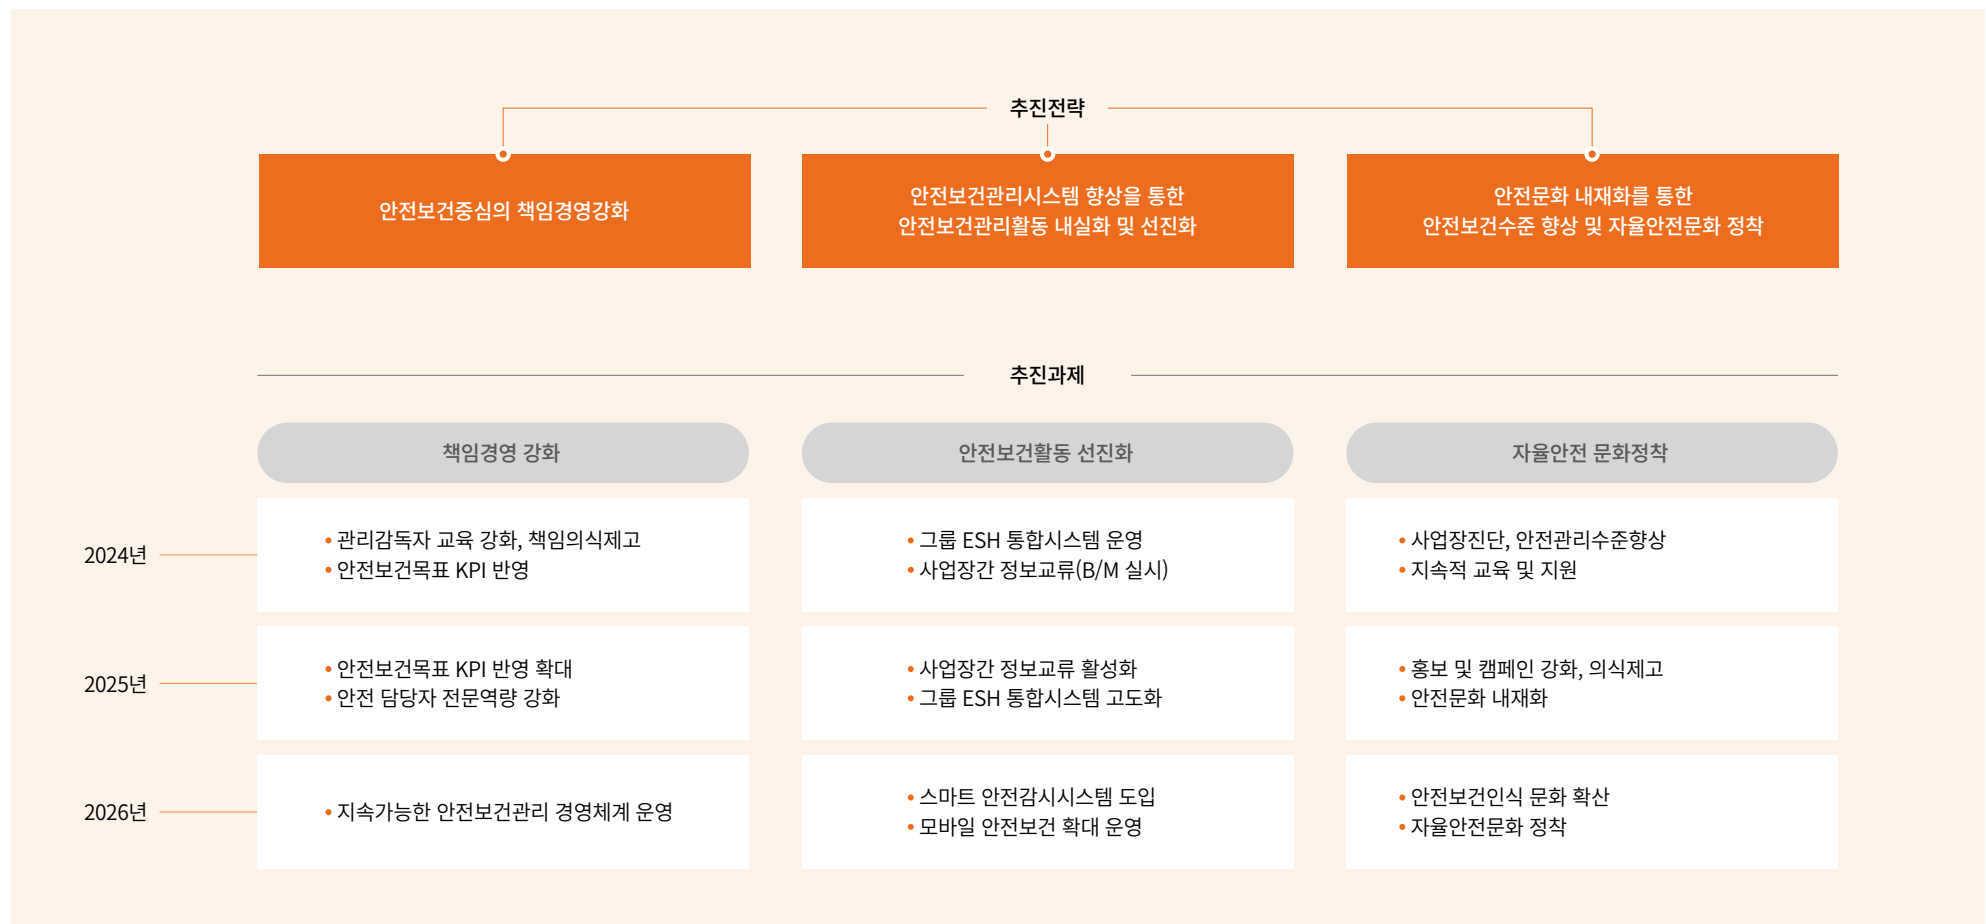 추진전략
안전보건중심의 책임경영강화
안전보건관리시스템 향상을 통한
안전보건관리활동 내실화 및 선진화
안전문화 내재화를 통한
안전보건수준 향상 및 자율안전문화 정착
추진과제
책임경영 강화
안전보건활동 선진화
자율안전 문화정착
2024년
• 관리감독자 교육 강화, 책임의식제고
• 안전보건목표 KPI 반영
• 그룹 ESH 통합시스템 운영
• 사업장간 정보교류(B/M 실시)
• 사업장진단, 안전관리수준향상
• 지속적 교육 및 지원
2025년
• 안전보건목표 KPI 반영 확대
• 안전 담당자 전문역량 강화
• 사업장간 정보교류 활성화
• 그룹 ESH 통합시스템 고도화
• 홍보 및 캠페인 강화, 의식제고
• 안전문화 내재화
2026년
• 지속가능한 안전보건관리 경영체계 운영
• 스마트 안전감시시스템 도입
• 모바일 안전보건 확대 운영
• 안전보건인식 문화 확산
• 자율안전문화 정착